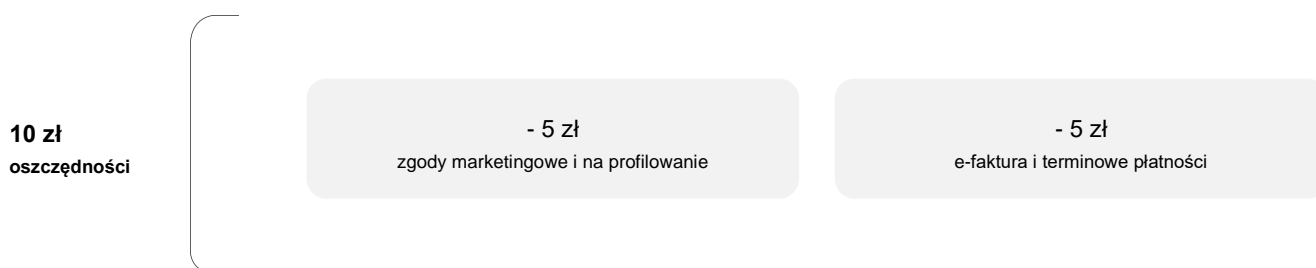 10 zł
oszczędności
- 5 zł
zgody marketingowe i na profilowanie
- 5 zł
e-faktura i terminowe płatności